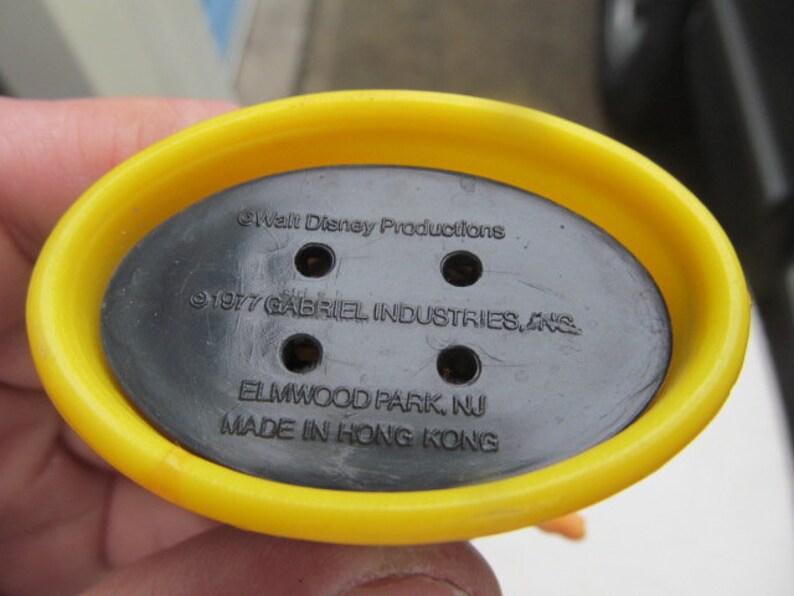 ©Walt Disney Productions
©1977 GABRIEL INDUSTRIES, INC.
ELMWOOD PARK, NJ
MADE IN HONG KONG